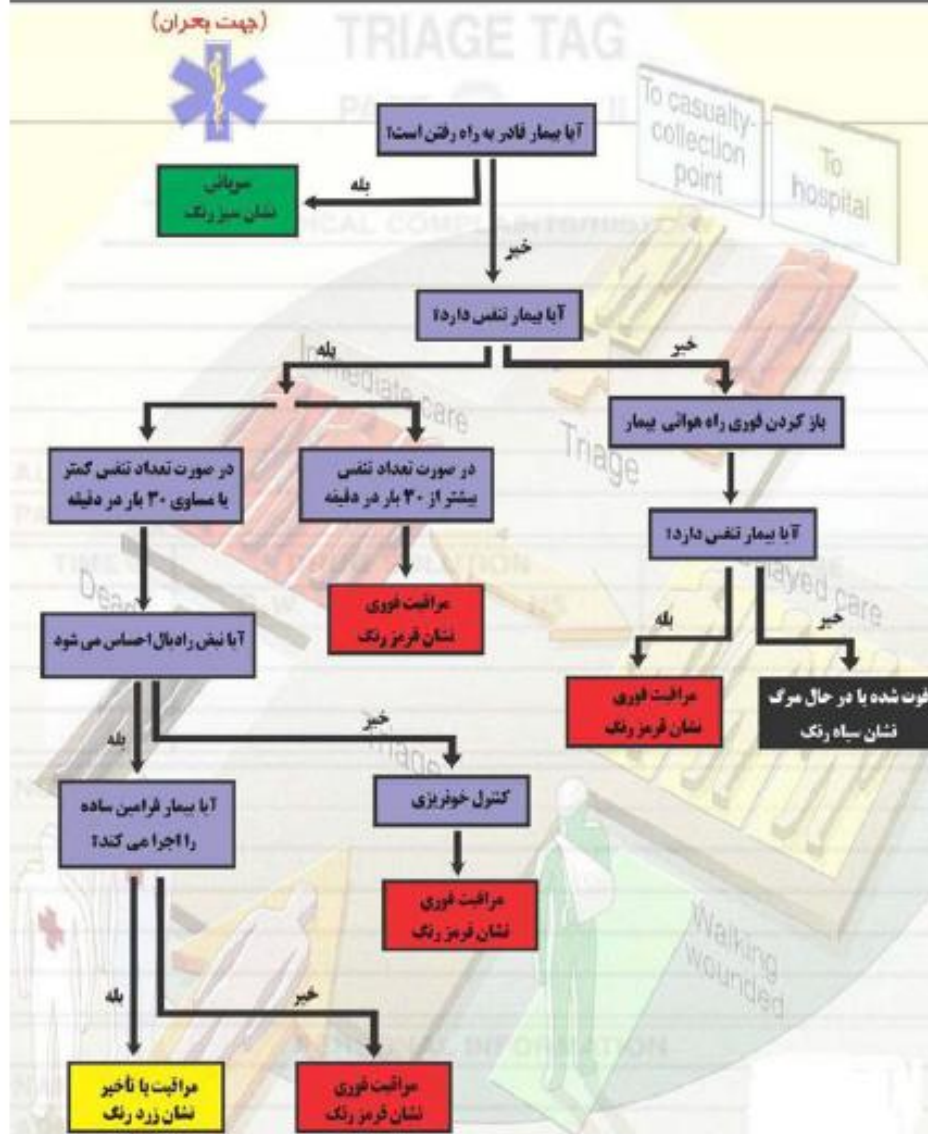 (جهت بحران)
TRIAGE TAG
To casualty-
collection
point
To
hospital
آیا بیمار قادر به راه رفتن است؟
بله
سرپائی
نشان سبز رنگ
خیر
آیا بیمار تنفس دارد؟
بله
خیر
Immediate care
باز کردن فوری راه هوائی بیمار
Triage
در صورت تعداد تنفس کمتر
یا مساوی ۳۰ بار در دقیقه
در صورت تعداد تنفس
بیشتر از ۳۰ بار در دقیقه
آیا بیمار تنفس دارد؟
مراقبت فوری
نشان قرمز رنگ
آیا نبض رادیال احساس می شود
بله
خیر
مراقبت فوری
نشان قرمز رنگ
فوت شده یا در حال مرگ
نشان سیاه رنگ
بله
خیر
Triage
آیا بیمار فرامین ساده
را اجرا می کند؟
کنترل خونریزی
مراقبت فوری
نشان قرمز رنگ
Walking
wounded
بله
خیر
PERSONAL INFORMATION
مراقبت با تأخیر
نشان زرد رنگ
مراقبت فوری
نشان قرمز رنگ